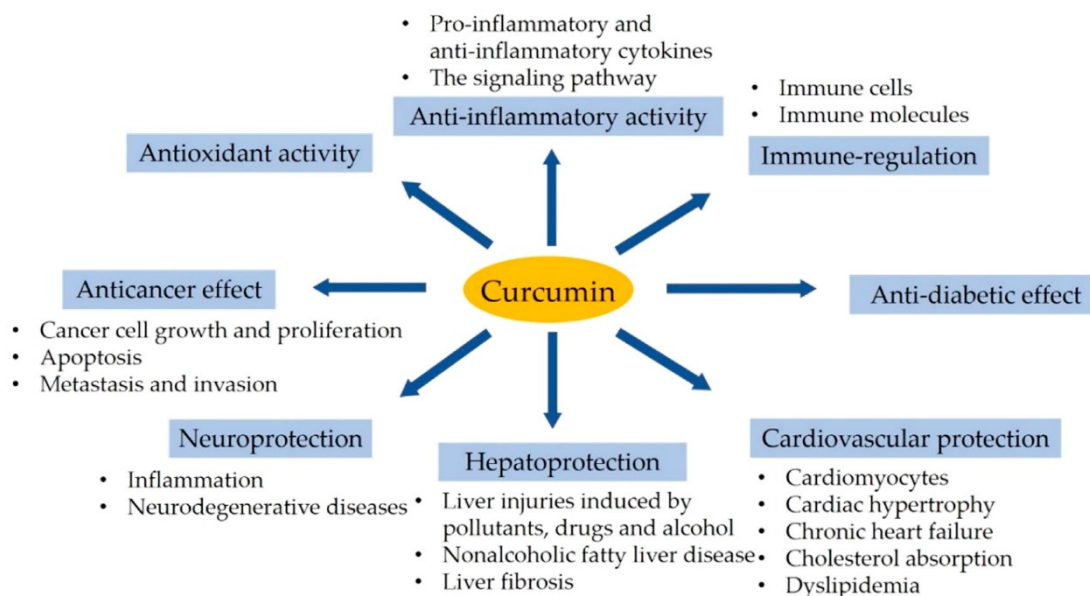 • Pro-inflammatory and
anti-inflammatory cytokines
• The signaling pathway
Anti-inflammatory activity
• Immune cells
• Immune molecules
Immune-regulation
Antioxidant activity
Curcumin
Anticancer effect
• Cancer cell growth and proliferation
• Apoptosis
• Metastasis and invasion
Anti-diabetic effect
Neuroprotection
• Inflammation
• Neurodegenerative diseases
Hepatoprotection
• Liver injuries induced by
pollutants, drugs and alcohol
• Nonalcoholic fatty liver disease
• Liver fibrosis
Cardiovascular protection
• Cardiomyocytes
• Cardiac hypertrophy
• Chronic heart failure
• Cholesterol absorption
• Dyslipidemia